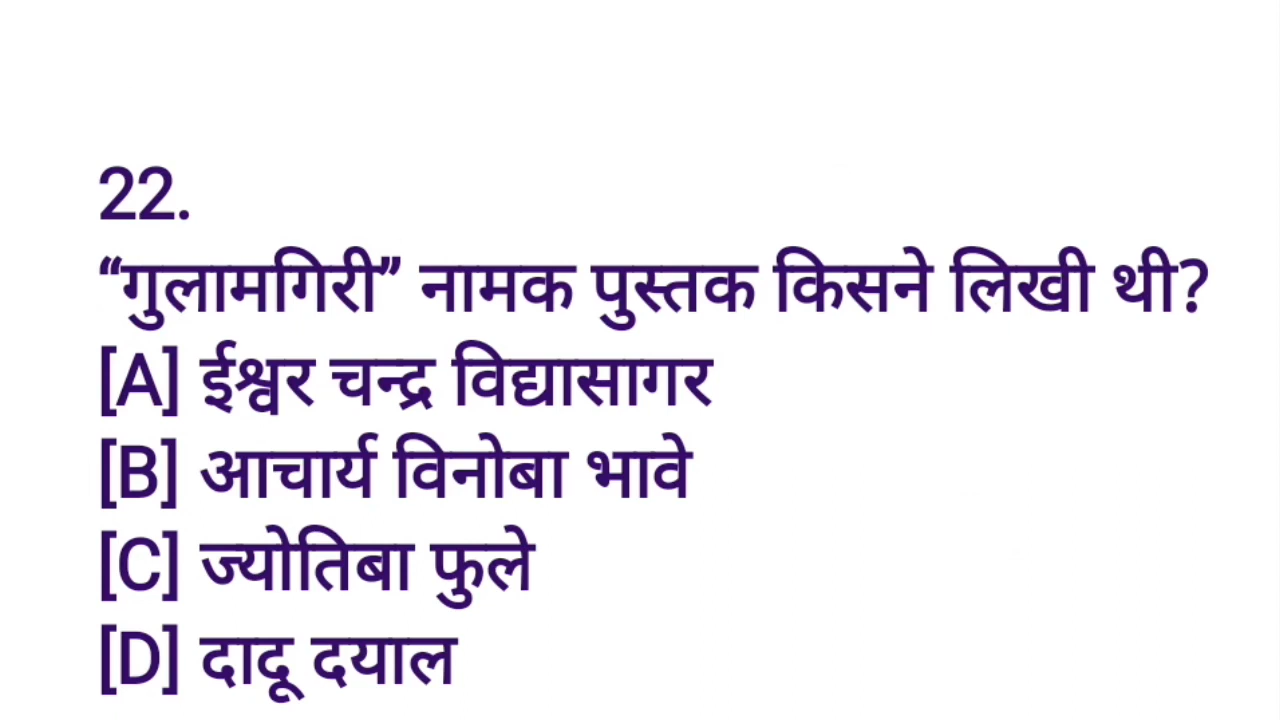 22.
“गुलामगिरी” नामक पुस्तक किसने लिखी थी?
[A] ईश्वर चन्द्र विद्यासागर
[B] आचार्य विनोबा भावे
[C] ज्योतिबा फुले
[D] दादू दयाल